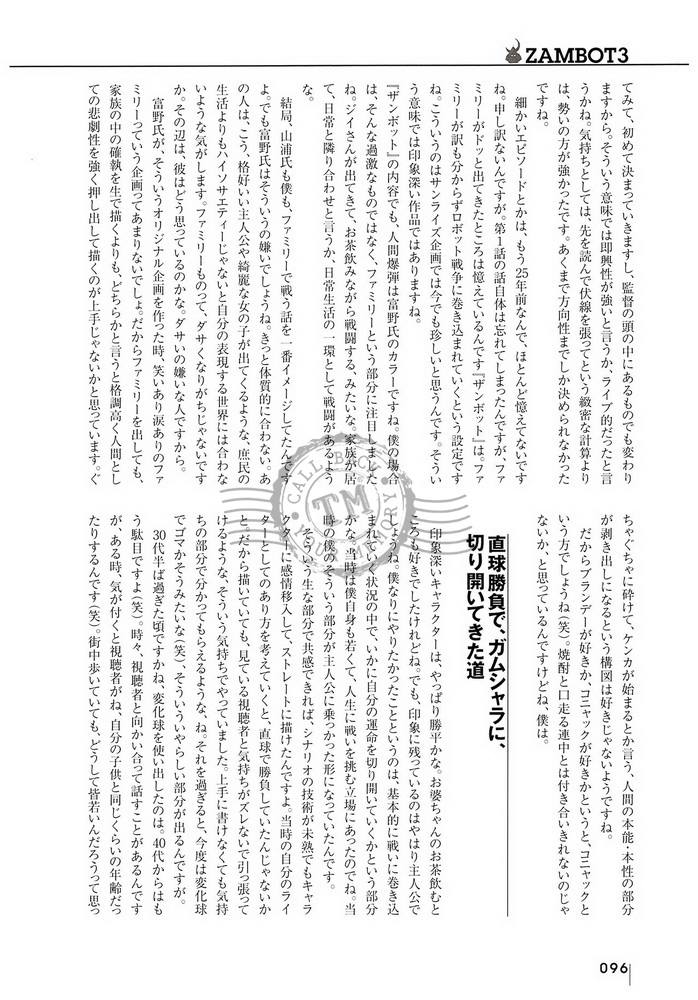 ZAMBOT3
てみて、初めて決まっていきますし、監督の頭の中にあるものでも変わり
ますから。そういう意味では即興性が強いと言うか、ライブ的だったと言
うかね。気持ちとしては、先を読んで伏線を張ってという緻密な計算より
は、勢いの方が強かったです。あくまで方向性までしか決められなかった
ですね。
細かいエピソードとかは、もう25年前なんで、ほとんど憶えてないです
ね。申し訳ないんですが。第1話の話自体は忘れてしまったんですが、ファ
ミリーがドッと出てきたところは憶えているんです『ザンボット』は。ファ
ミリーが訳も分からずロボット戦争に巻き込まれていくという設定です
ね。こういうのはサンライズ企画では今でも珍しいと思うんです。そうい
う意味では印象深い作品ではありますね。
『ザンボット』の内容でも、人間爆弾は富野氏のカラーですね。僕の場合
は、そんな過激なものではなく、ファミリーという部分に注目しました
ね。ジイさんが出てきて、お茶飲みながら戦闘する、みたいな。家族が居
て、日常と隣り合わせと言うか、日常生活の一環として戦闘があるよう
な。
結局、山浦氏も僕も、ファミリーで戦う話を一番イメージしてたんです
よ。でも富野氏はそういうの嫌いでしょうね。きっと体質的に合わない。あ
の人は、こう、格好いい主人公や綺麗な女の子が出てくるような、庶民の
生活よりもハイソサエティーじゃないと自分の表現する世界には合わな
いような気がします。ファミリーものって、ダサくなりがちじゃないです
か。その辺は、彼はどう思っているのかな。ダサいの嫌いな人ですから。
富野氏が、そういうオリジナル企画を作った時、笑いあり涙ありのファ
ミリーっていう企画ってあまりないでしょ。だからファミリーを出しても、
家族の中の確執を生で描くよりも、どちらかと言うと格調高く人間とし
ての悲劇性を強く押し出して描くのが上手じゃないかと思っています。ぐ
ちゃぐちゃに砕けて、ケンカが始まるとか言う、人間の本能・本性の部分
が剥き出しになるという構図は好きじゃないようですね。
だからブランデーが好きか、コニャックが好きかというと、コニャックと
いう方でしょうね(笑)。焼酎と口走る連中とは付き合いきれないのじゃ
ないか、と思っているんですけどね、僕は。
直球勝負で、ガムシャラに、
切り開いてきた道
印象深いキャラクターは、やっぱり勝平かな。お婆ちゃんのお茶飲むと
ころも好きでしたけれどね。でも、印象に残っているのはやはり主人公で
しょうね。僕なりにやりたかったことというのは、基本的に戦いに巻き込
まれていく状況の中で、いかに自分の運命を切り開いていくかという部分
かな。当時は僕自身も若くて、人生に戦いを挑む立場にあったのでね。当
時の僕のそういう部分が主人公に乗っかった形になっていたんです。
そういう生な部分で共感できれば、シナリオの技術が未熟でもキャラ
クターに感情移入して、ストレートに描けたんですよ。当時の自分のライ
ターとしてのあり方を考えていくと、直球で勝負していたんじゃないか
と。だから描いていても、見ている視聴者と気持ちがズレないで引っ張って
けるような、そういう気持ちでやっていました。上手に書けなくても気持
ちの部分で分かってもらえるような、ね。それを過ぎると、今度は変化球
でゴマかそうみたいな(笑)、そういういやらしい部分が出るんですが。
30代半ば過ぎた頃ですかね、変化球を使い出したのは。40代からはも
う駄目ですよ(笑)。時々、視聴者と向かい合って話すことがあるんです
が、ある時、気が付くと視聴者がね、自分の子供と同じくらいの年齢だっ
たりするんです(笑)。街中歩いていても、どうして皆若いんだろうって思っ
096
CALL BACK
TM
YOUR MEMORY